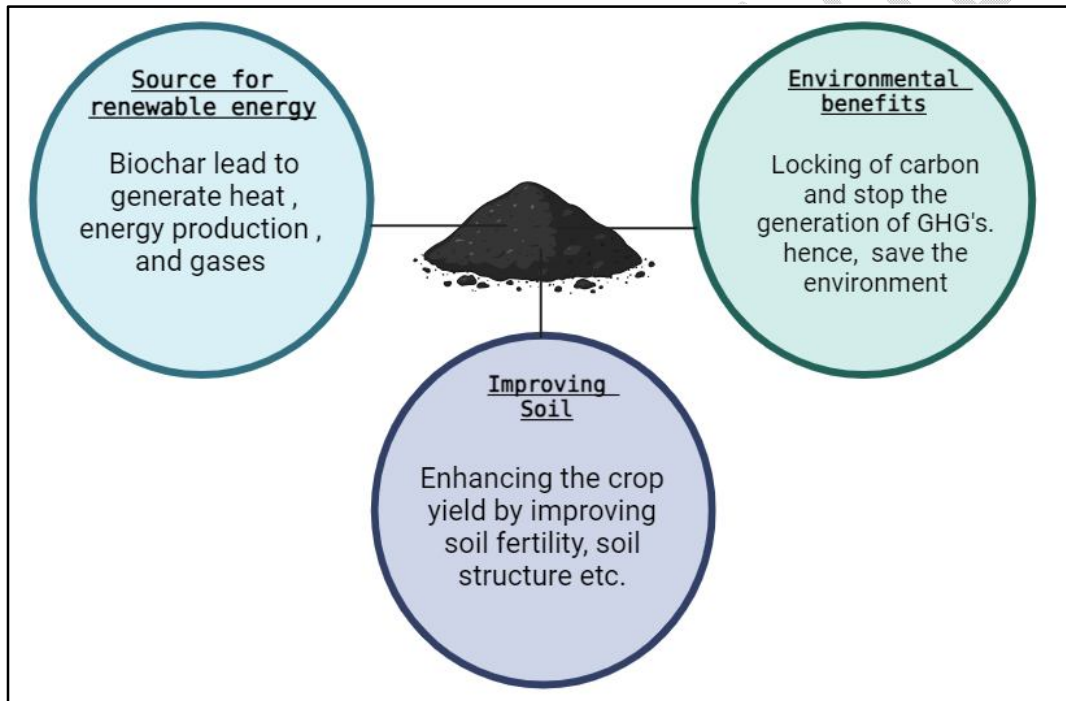 Source for
renewable energy
Biochar lead to
generate heat ,
energy production ,
and gases
Environmental
benefits
Locking of carbon
and stop the
generation of GHG's.
hence, save the
environment
Improving
Soil
Enhancing the crop
yield by improving
soil fertility, soil
structure etc.